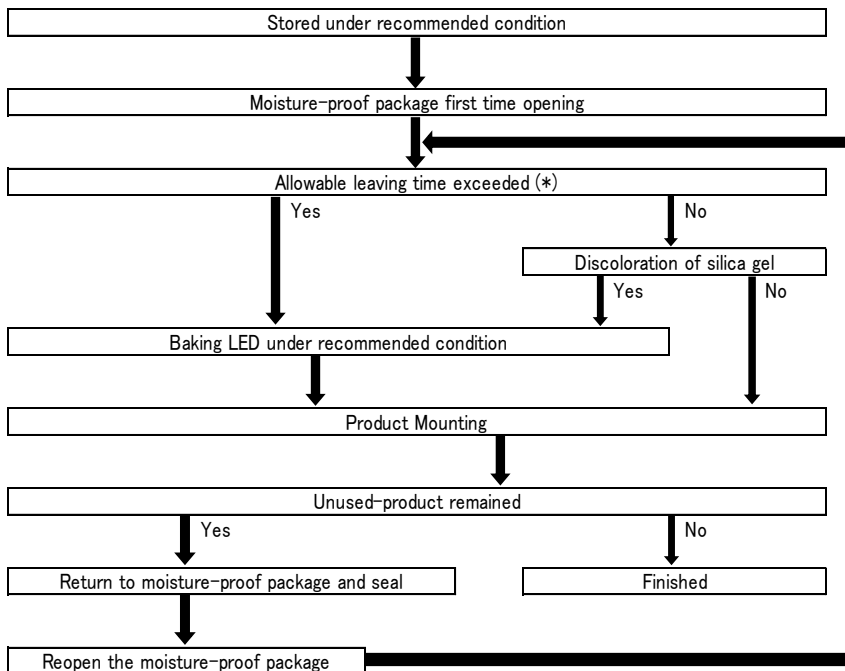 Stored under recommended condition
Moisture-proof package first time opening
Allowable leaving time exceeded (*)
Yes
No
Discoloration of silica gel
Yes
No
Baking LED under recommended condition
Product Mounting
Unused-product remained
Yes
No
Return to moisture-proof package and seal
Finished
Reopen the moisture-proof package